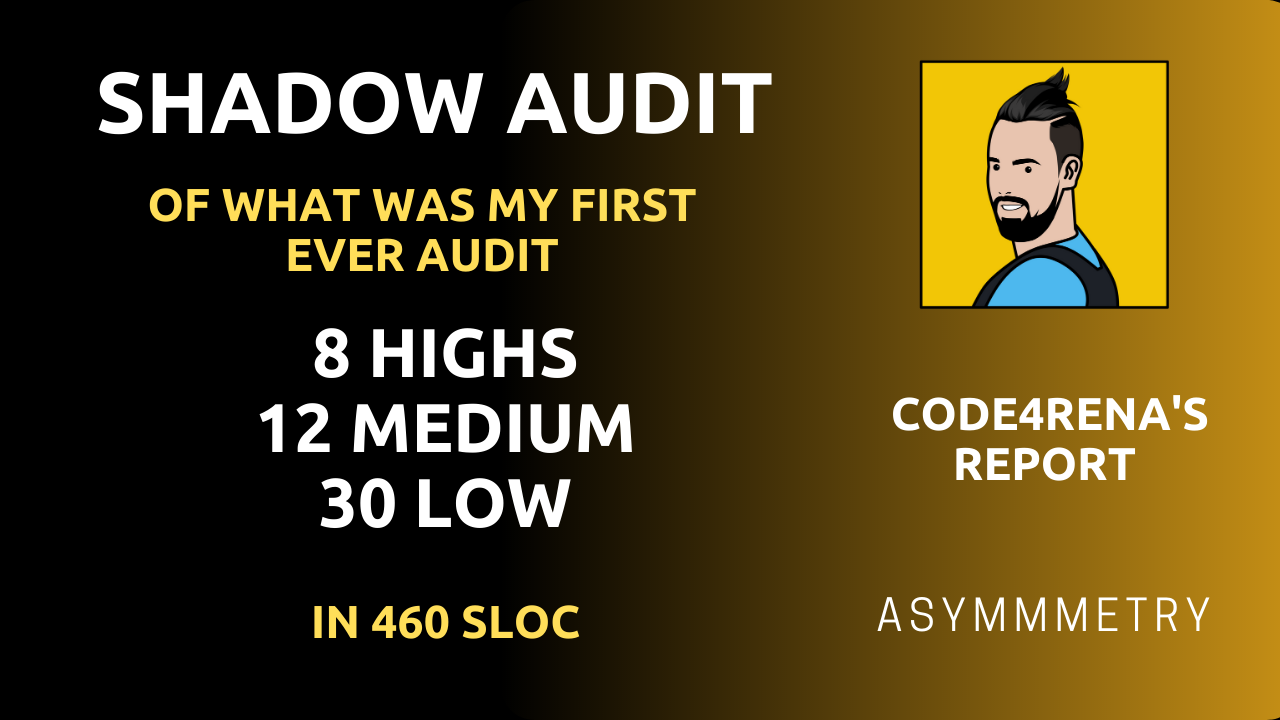 SHADOW AUDIT
OF WHAT WAS MY FIRST
EVER AUDIT
8 HIGHS
12 MEDIUM
30 LOW
IN 460 SLOC
CODE4RENA'S
REPORT
ASYMMMETRY